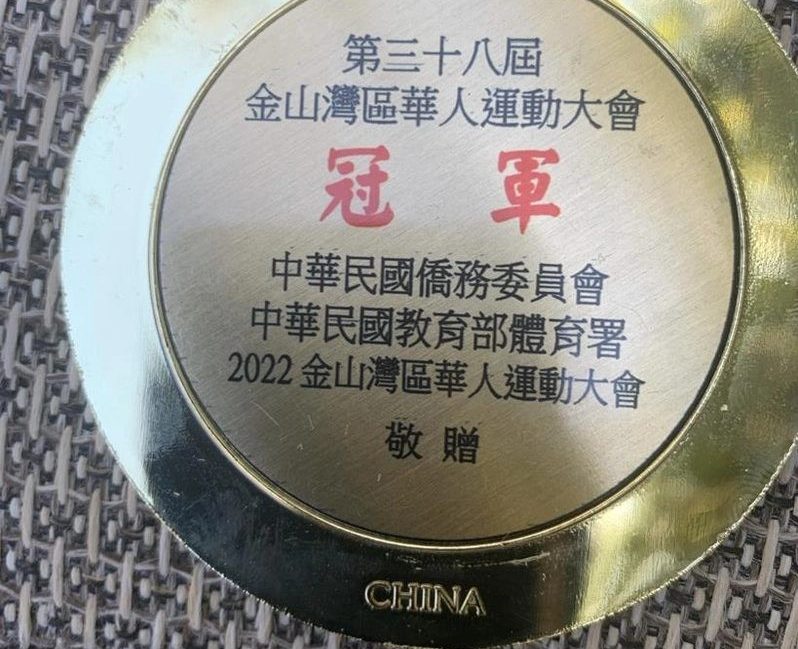 第三十八屆
金山灣區華人運動大會
冠 軍
中華民國僑務委員會
中華民國教育部體育署
2022 金山灣區華人運動大會
敬 贈
CHINA